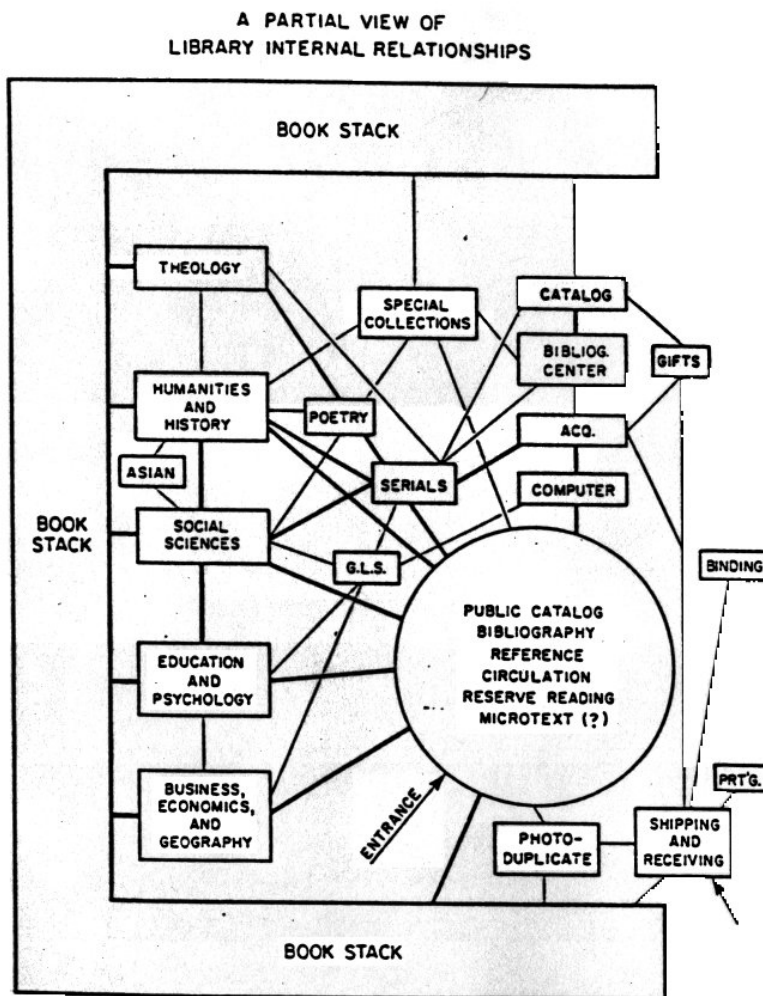 A PARTIAL VIEW OF
LIBRARY INTERNAL RELATIONSHIPS
BOOK STACK
THEOLOGY
SPECIAL
COLLECTIONS
CATALOG
BIBLIOG.
CENTER
GIFTS
HUMANITIES
AND
HISTORY
POETRY
ACQ.
ASIAN
SERIALS
COMPUTER
BOOK
STACK
SOCIAL
SCIENCES
G.L.S.
BINDING
PUBLIC CATALOG
BIBLIOGRAPHY
REFERENCE
CIRCULATION
RESERVE READING
MICROTEXT (?)
EDUCATION
AND
PSYCHOLOGY
BUSINESS,
ECONOMICS,
AND
GEOGRAPHY
ENTRANCE
PRT'G.
PHOTO-
DUPLICATE
SHIPPING
AND
RECEIVING
BOOK STACK